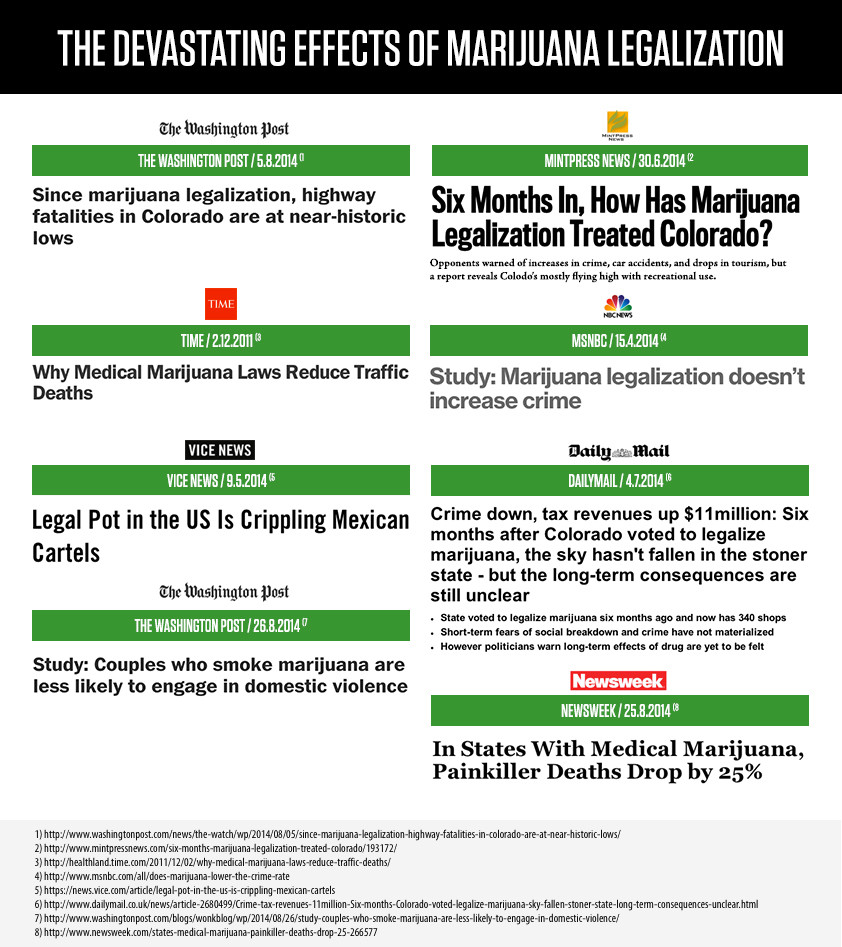 THE DEVASTATING EFFECTS OF MARIJUANA LEGALIZATION
The Washington Post
THE WASHINGTON POST / 5.8.2014 (1
Since marijuana legalization, highway
fatalities in Colorado are at near-historic
lows
MINTPRESS
NEWS
MINTPRESS NEWS / 30.6.2014 (2
Six Months In, How Has Marijuana
Legalization Treated Colorado?
Opponents warned of increases in crime, car accidents, and drops in tourism, but
a report reveals Colodo's mostly flying high with recreational use.
TIME
TIME / 2.12.2011 (3
Why Medical Marijuana Laws Reduce Traffic
Deaths
NBC NEWS
MSNBC / 15.4.2014 (4
Study: Marijuana legalization doesn't
increase crime
VICE NEWS
VICE NEWS / 9.5.2014 (5
Legal Pot in the US Is Crippling Mexican
Cartels
Daily Mail
DAILYMAIL / 4.7.2014 (6
Crime down, tax revenues up $11million: Six
months after Colorado voted to legalize
marijuana, the sky hasn't fallen in the stoner
state - but the long-term consequences are
still unclear
• State voted to legalize marijuana six months ago and now has 340 shops
• Short-term fears of social breakdown and crime have not materialized
• However politicians warn long-term effects of drug are yet to be felt
The Washington Post
THE WASHINGTON POST / 26.8.2014 (7
Study: Couples who smoke marijuana are
less likely to engage in domestic violence
Newsweek
NEWSWEEK / 25.8.2014 (8
In States With Medical Marijuana,
Painkiller Deaths Drop by 25%
1) http://www.washingtonpost.com/news/the-watch/wp/2014/08/05/since-marijuana-legalization-highway-fatalities-in-colorado-are-at-near-historic-lows/
2) http://www.mintpressnews.com/six-months-marijuana-legalization-treated-colorado/193172/
3) http://healthland.time.com/2011/12/02/why-medical-marijuana-laws-reduce-traffic-deaths/
4) http://www.msnbc.com/all/does-marijuana-lower-the-crime-rate
5) https://news.vice.com/article/legal-pot-in-the-us-is-crippling-mexican-cartels
6) http://www.dailymail.co.uk/news/article-2680499/Crime-tax-revenues-11million-Six-months-Colorado-voted-legalize-marijuana-sky-fallen-stoner-state-long-term-consequences-unclear.html
7) http://www.washingtonpost.com/blogs/wonkblog/wp/2014/08/26/study-couples-who-smoke-marijuana-are-less-likely-to-engage-in-domestic-violence/
8) http://www.newsweek.com/states-medical-marijuana-painkiller-deaths-drop-25-266577